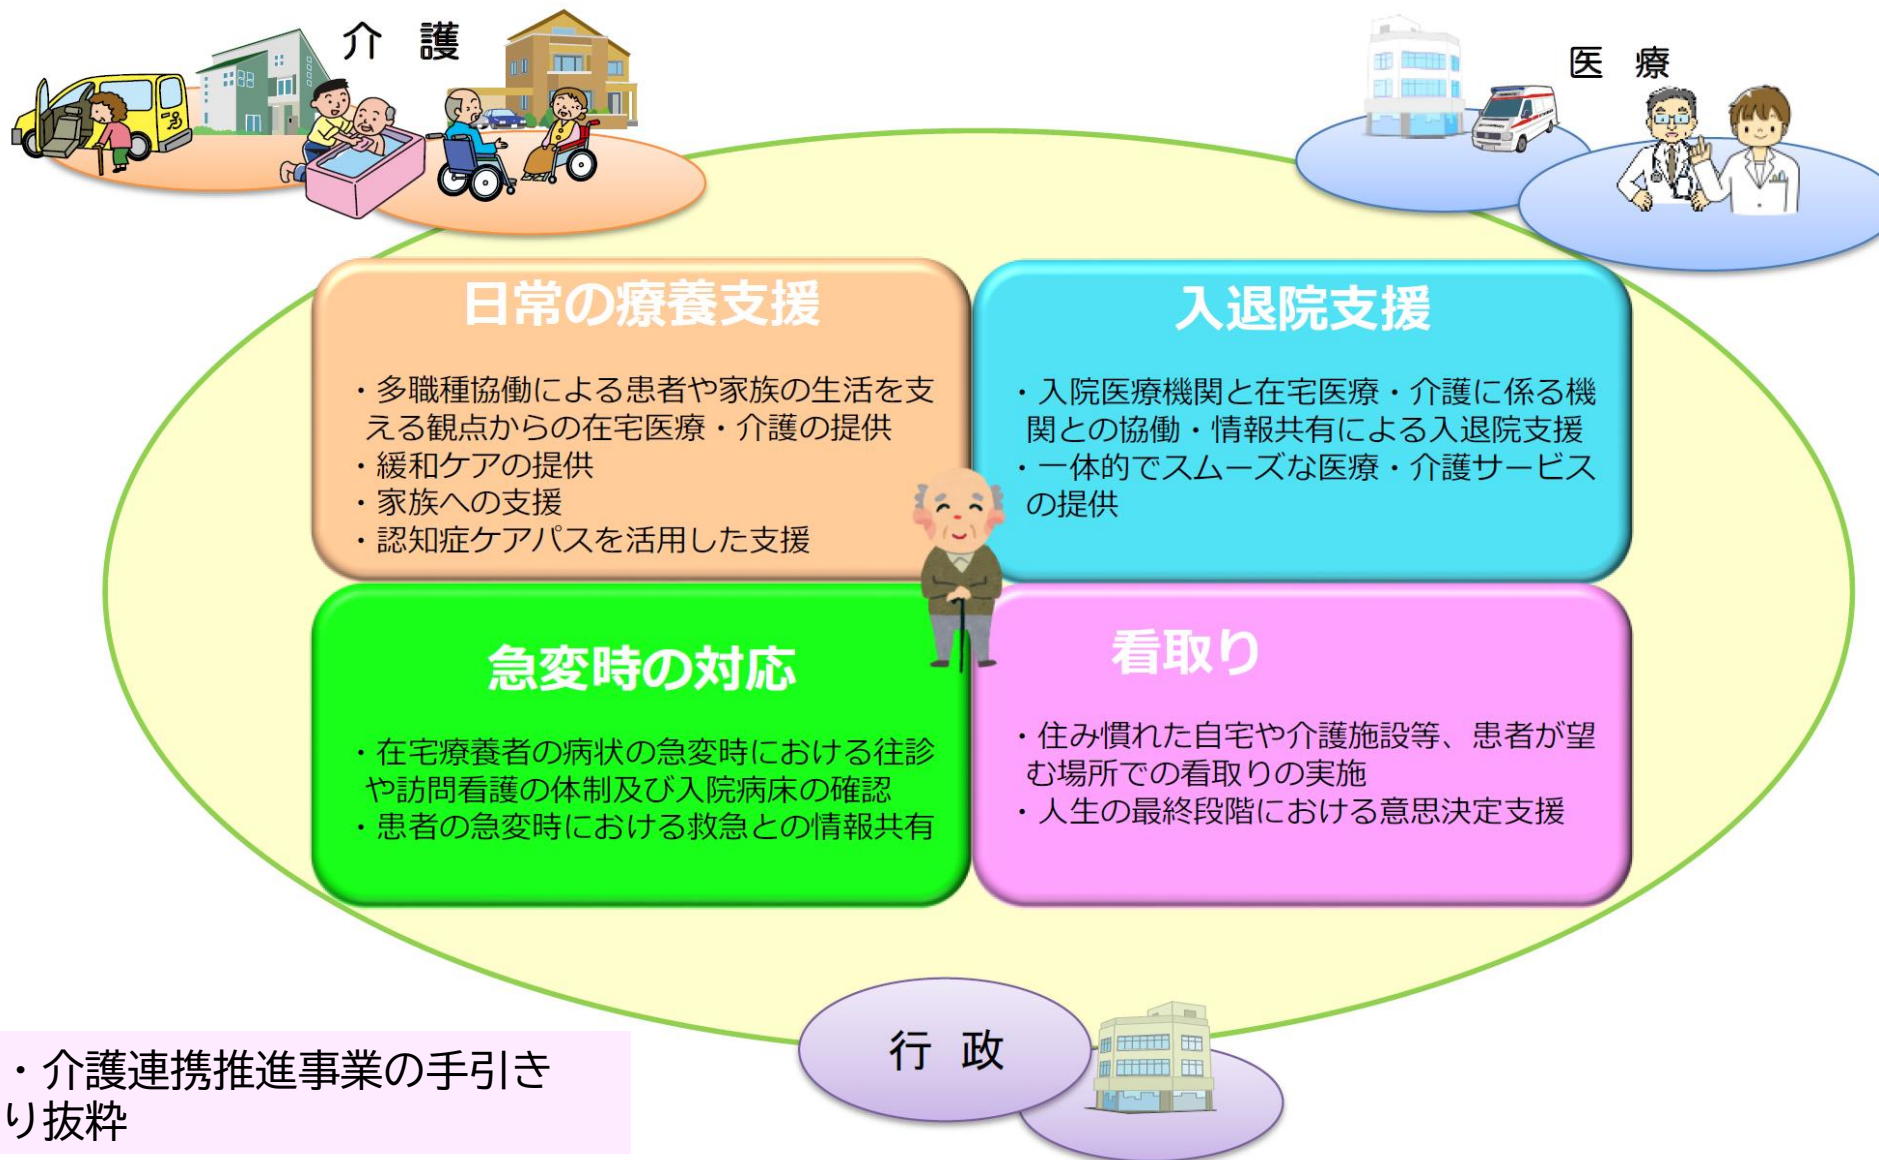 介 護
医 療
日常の療養支援
・多職種協働による患者や家族の生活を支
える観点からの在宅医療・介護の提供
・緩和ケアの提供
・家族への支援
・認知症ケアパスを活用した支援
入退院支援
・入院医療機関と在宅医療・介護に係る機
関との協働・情報共有による入退院支援
・一体的でスムーズな医療・介護サービス
の提供
急変時の対応
・在宅療養者の病状の急変時における往診
や訪問看護の体制及び入院病床の確認
・患者の急変時における救急との情報共有
看取り
・住み慣れた自宅や介護施設等、患者が望
む場所での看取りの実施
・人生の最終段階における意思決定支援
行 政
・介護連携推進事業の手引き
り抜粋